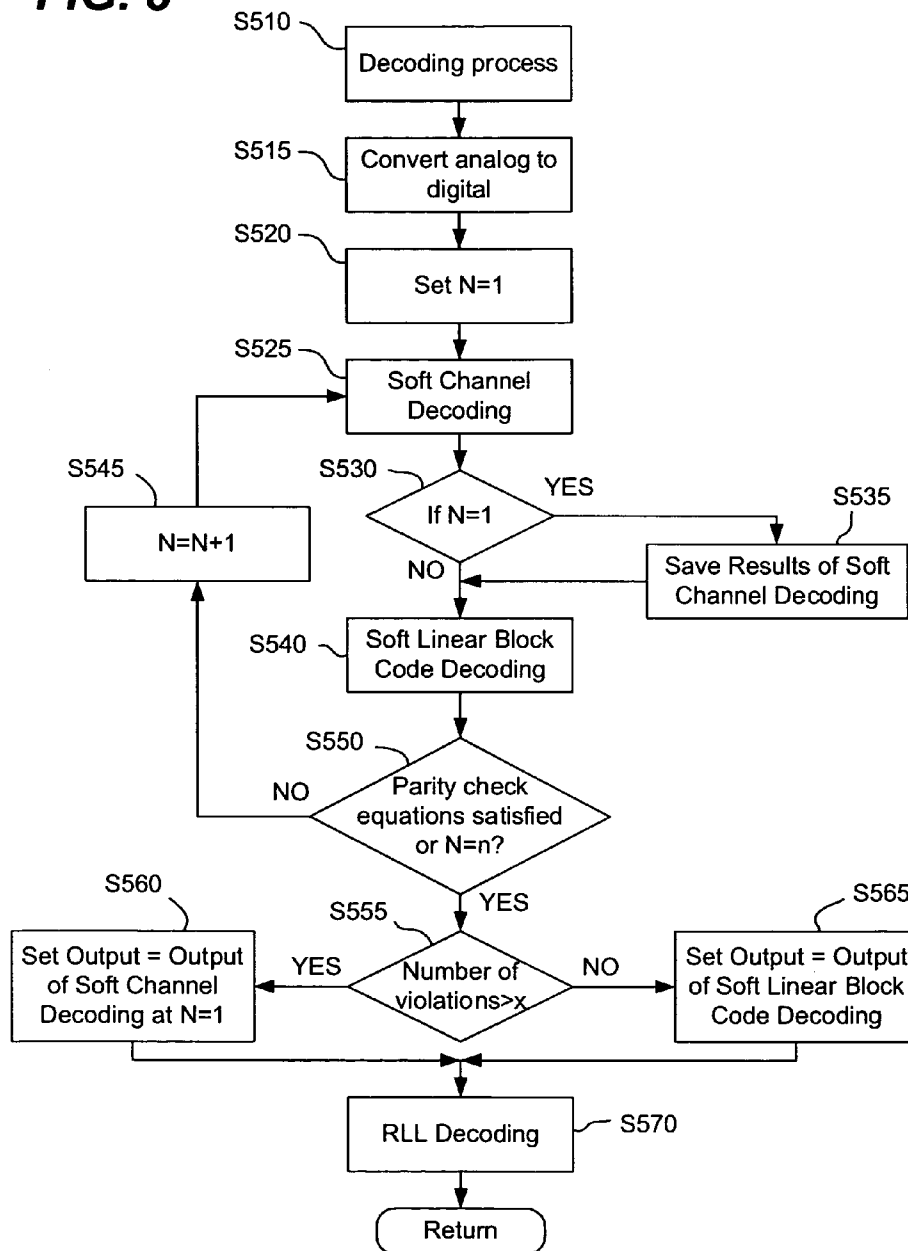 S510
Decoding process
S515
Convert analog to
digital
S520
Set N=1
S525
Soft Channel
Decoding
S545
N=N+1
S530
If N=1
YES
NO
S535
Save Results of Soft
Channel Decoding
S540
Soft Linear Block
Code Decoding
S550
Parity check
equations satisfied
or N=n?
NO
YES
S560
Set Output = Output
of Soft Channel
Decoding at N=1
S555
Number of
violations>x
YES
NO
S565
Set Output = Output
of Soft Linear Block
Code Decoding
RLL Decoding
S570
Return